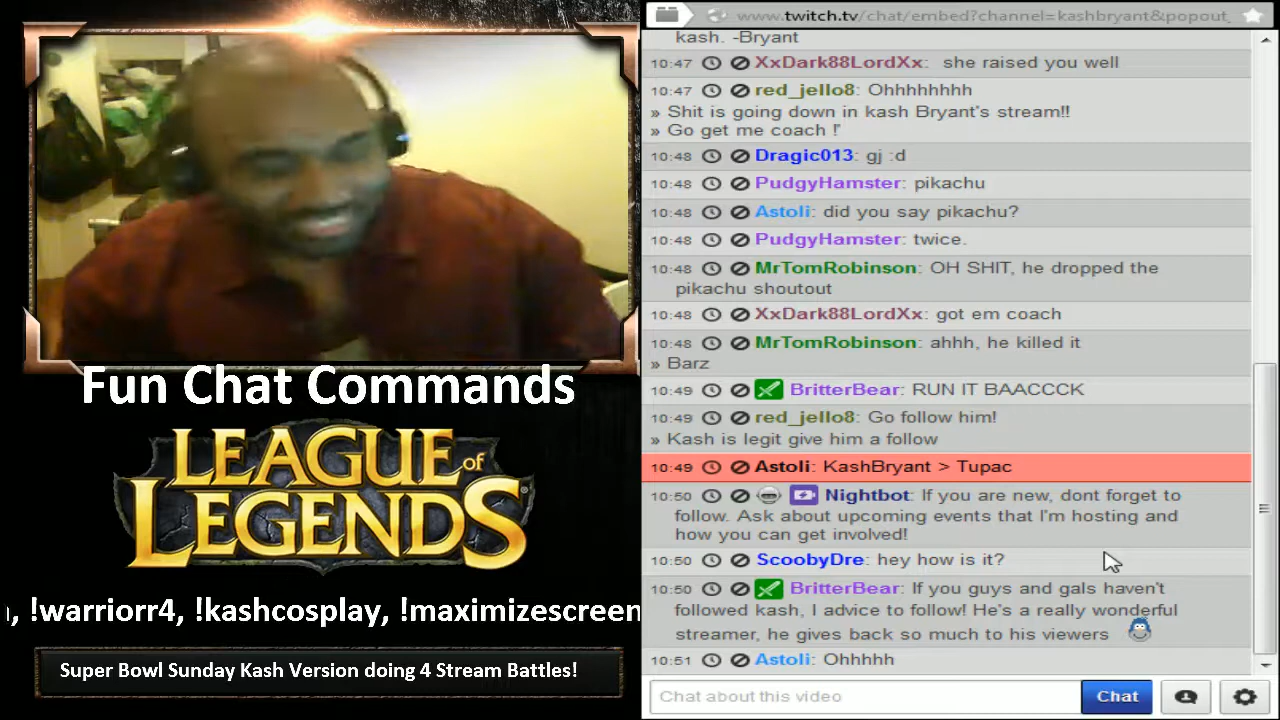 www.twitch.tv/chat/embed?channel=kashbryant&popout_
kash. -Bryant
10:47 XxDark88LordXx: she raised you well
10:47 red_jello8: Ohhhhhhhh
» Shit is going down in kash Bryant's stream!!
» Go get me coach !'
10:48 Dragic013: gj :d
10:48 PudgyHamster: pikachu
10:48 Astoli: did you say pikachu?
10:48 PudgyHamster: twice.
10:48 MrTomRobinson: OH SHIT, he dropped the
pikachu shoutout
10:48 XxDark88LordXx: got em coach
10:48 MrTomRobinson: ahhh, he killed it
» Barz
10:49 BritterBear: RUN IT BAACCCK
10:49 red_jello8: Go follow him!
» Kash is legit give him a follow
10:49 Astoli: KashBryant > Tupac
10:50 Nightbot: If you are new, dont forget to
follow. Ask about upcoming events that I'm hosting and
how you can get involved!
10:50 ScoobyDre: hey how is it?
10:50 BritterBear: If you guys and gals haven't
followed kash, I advice to follow! He's a really wonderful
streamer, he gives back so much to his viewers
10:51 Astoli: Ohhhhh
Chat about this video
Chat
Fun Chat Commands
LEAGUE of
LEGENDS
, !warriorr4, !kashcosplay, !maximizescreen
Super Bowl Sunday Kash Version doing 4 Stream Battles!